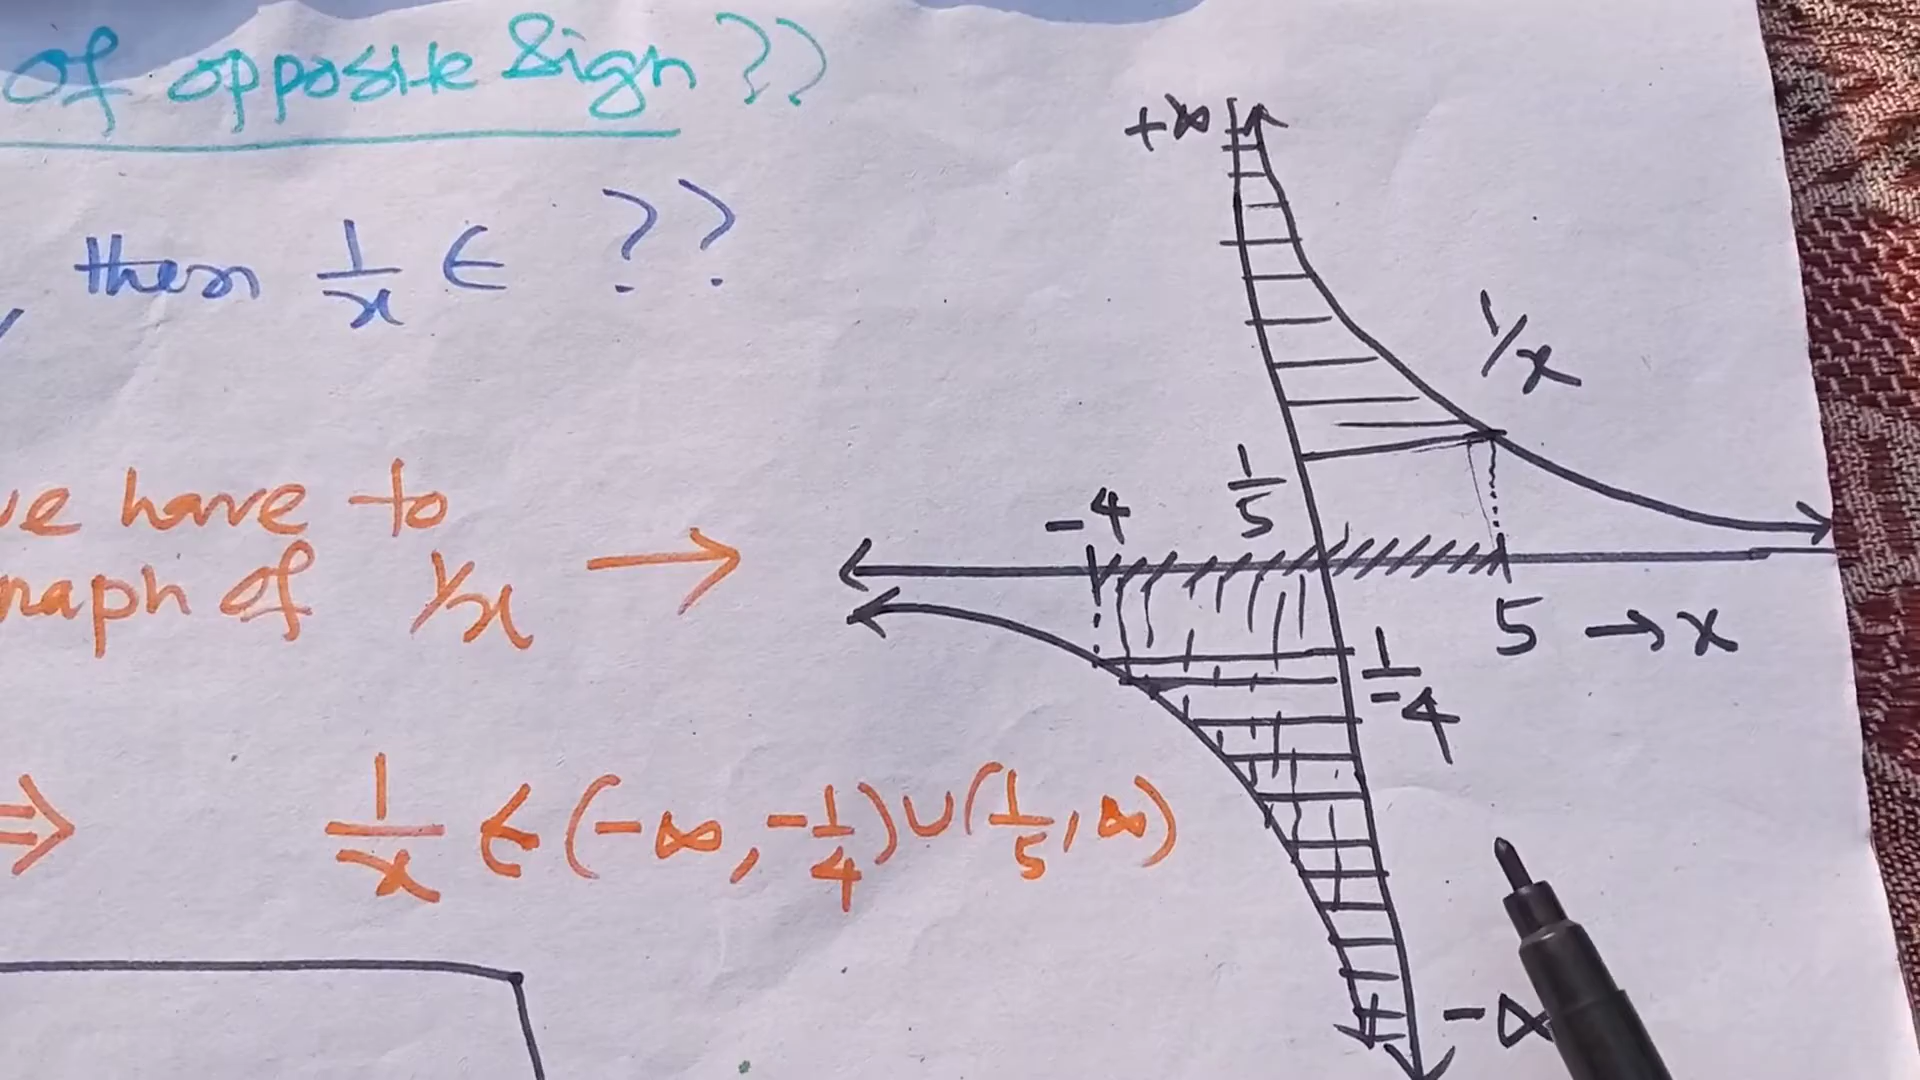 Of opposite Sign ??
then 1/x ∈ ??
we have to
graph of 1/x →
⇒ 1/x ∈ (-∞, -1/4) ∪ (1/5, ∞)
+∞
1/x
1/5
-4
5 → x
1/-4
-∞